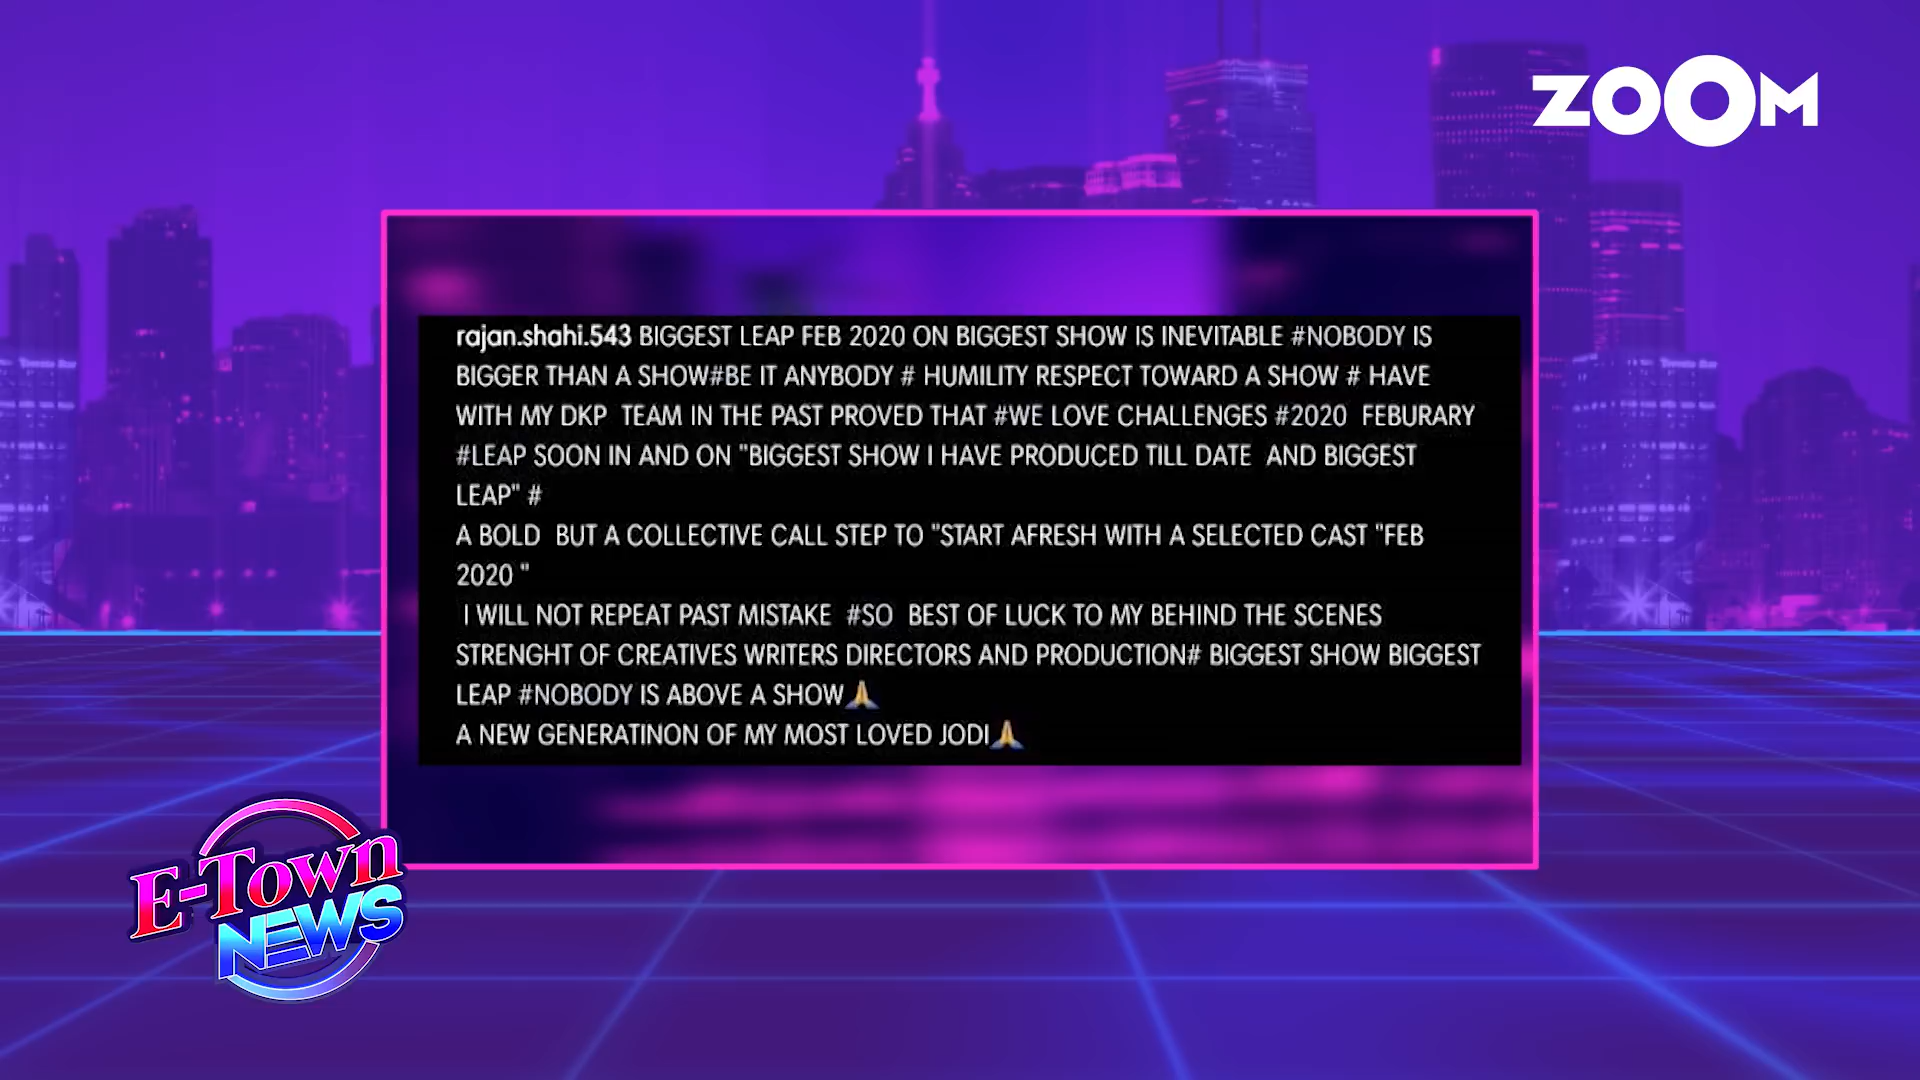 ZOOM
rajan.shahi.543 BIGGEST LEAP FEB 2020 ON BIGGEST SHOW IS INEVITABLE #NOBODY IS
BIGGER THAN A SHOW#BE IT ANYBODY # HUMILITY RESPECT TOWARD A SHOW # HAVE
WITH MY DKP TEAM IN THE PAST PROVED THAT #WE LOVE CHALLENGES #2020 FEBURARY
#LEAP SOON IN AND ON "BIGGEST SHOW I HAVE PRODUCED TILL DATE AND BIGGEST
LEAP" #
A BOLD BUT A COLLECTIVE CALL STEP TO "START AFRESH WITH A SELECTED CAST "FEB
2020 "
I WILL NOT REPEAT PAST MISTAKE #SO BEST OF LUCK TO MY BEHIND THE SCENES
STRENGHT OF CREATIVES WRITERS DIRECTORS AND PRODUCTION# BIGGEST SHOW BIGGEST
LEAP #NOBODY IS ABOVE A SHOW🙏
A NEW GENERATINON OF MY MOST LOVED JODI🙏
E-TOWN
NEWS